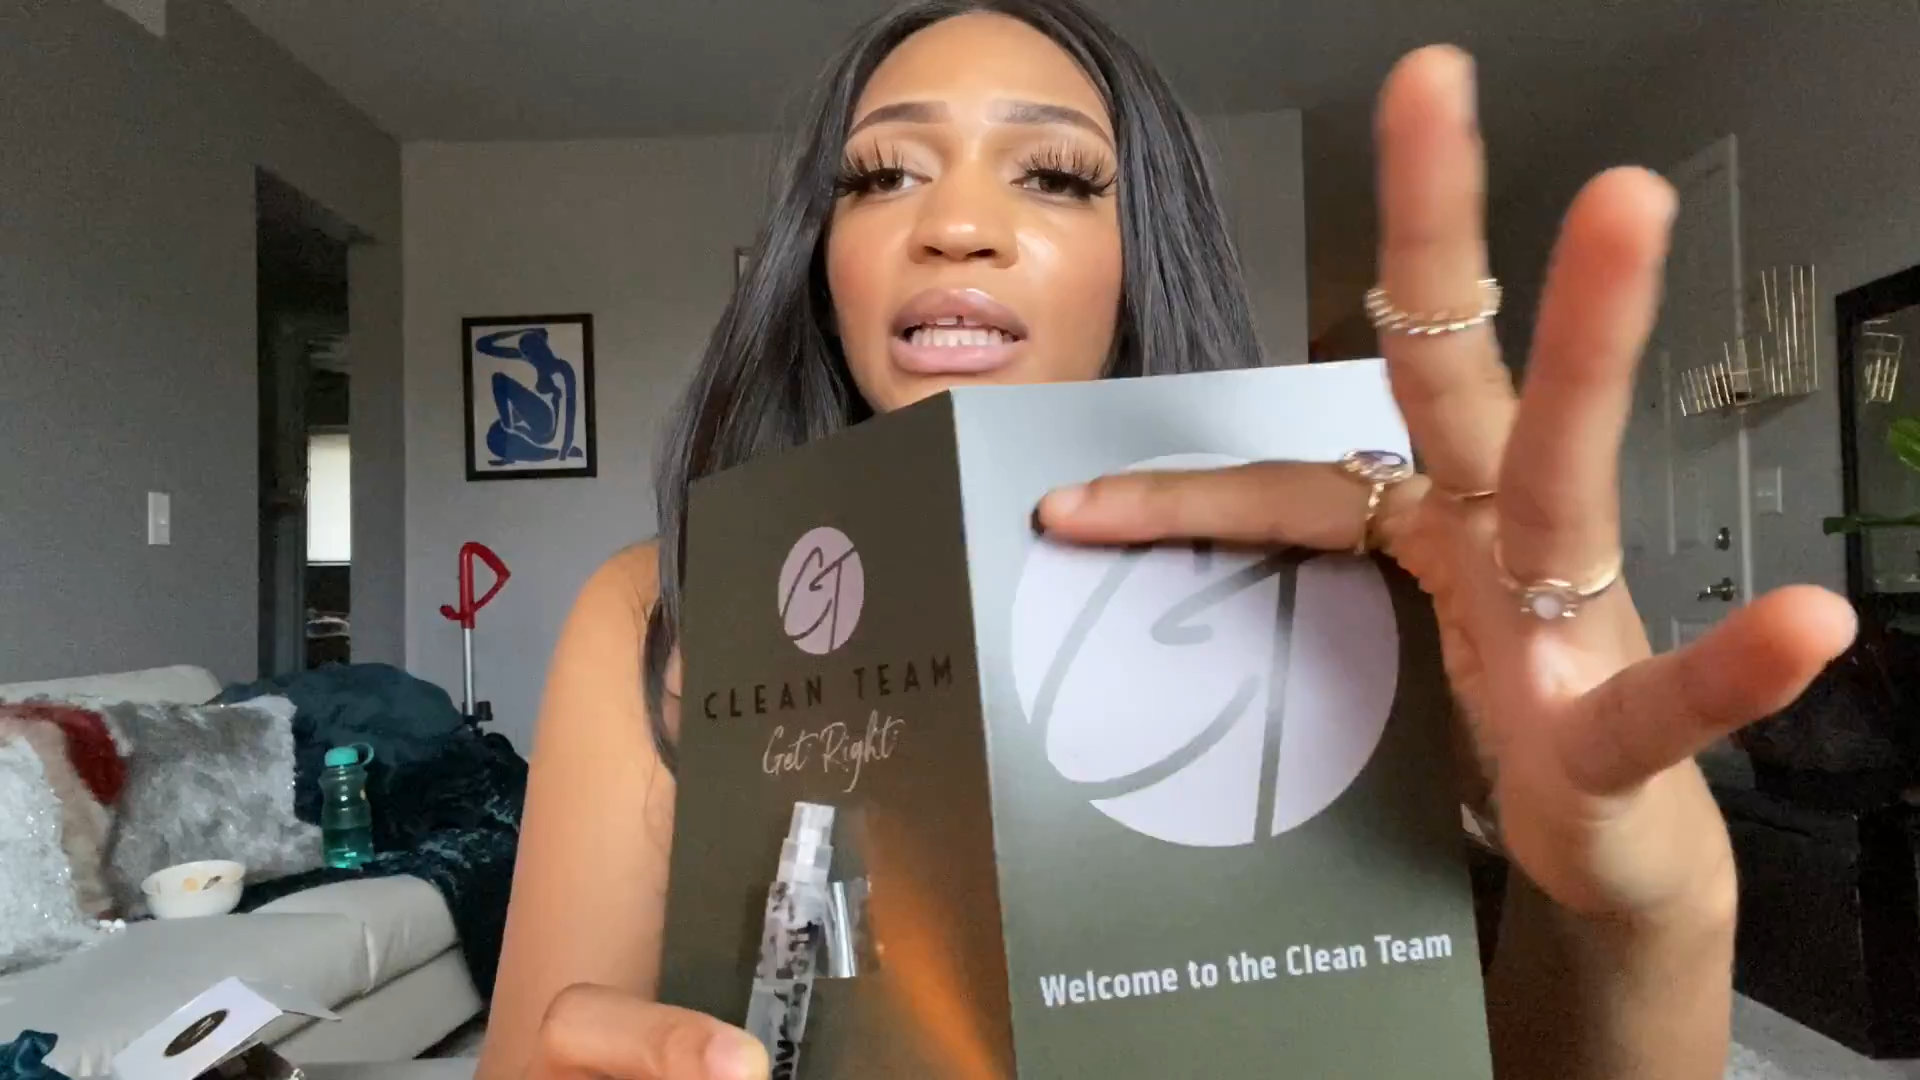 CT
CLEAN TEAM
Get Right
CT
Welcome to the Clean Team